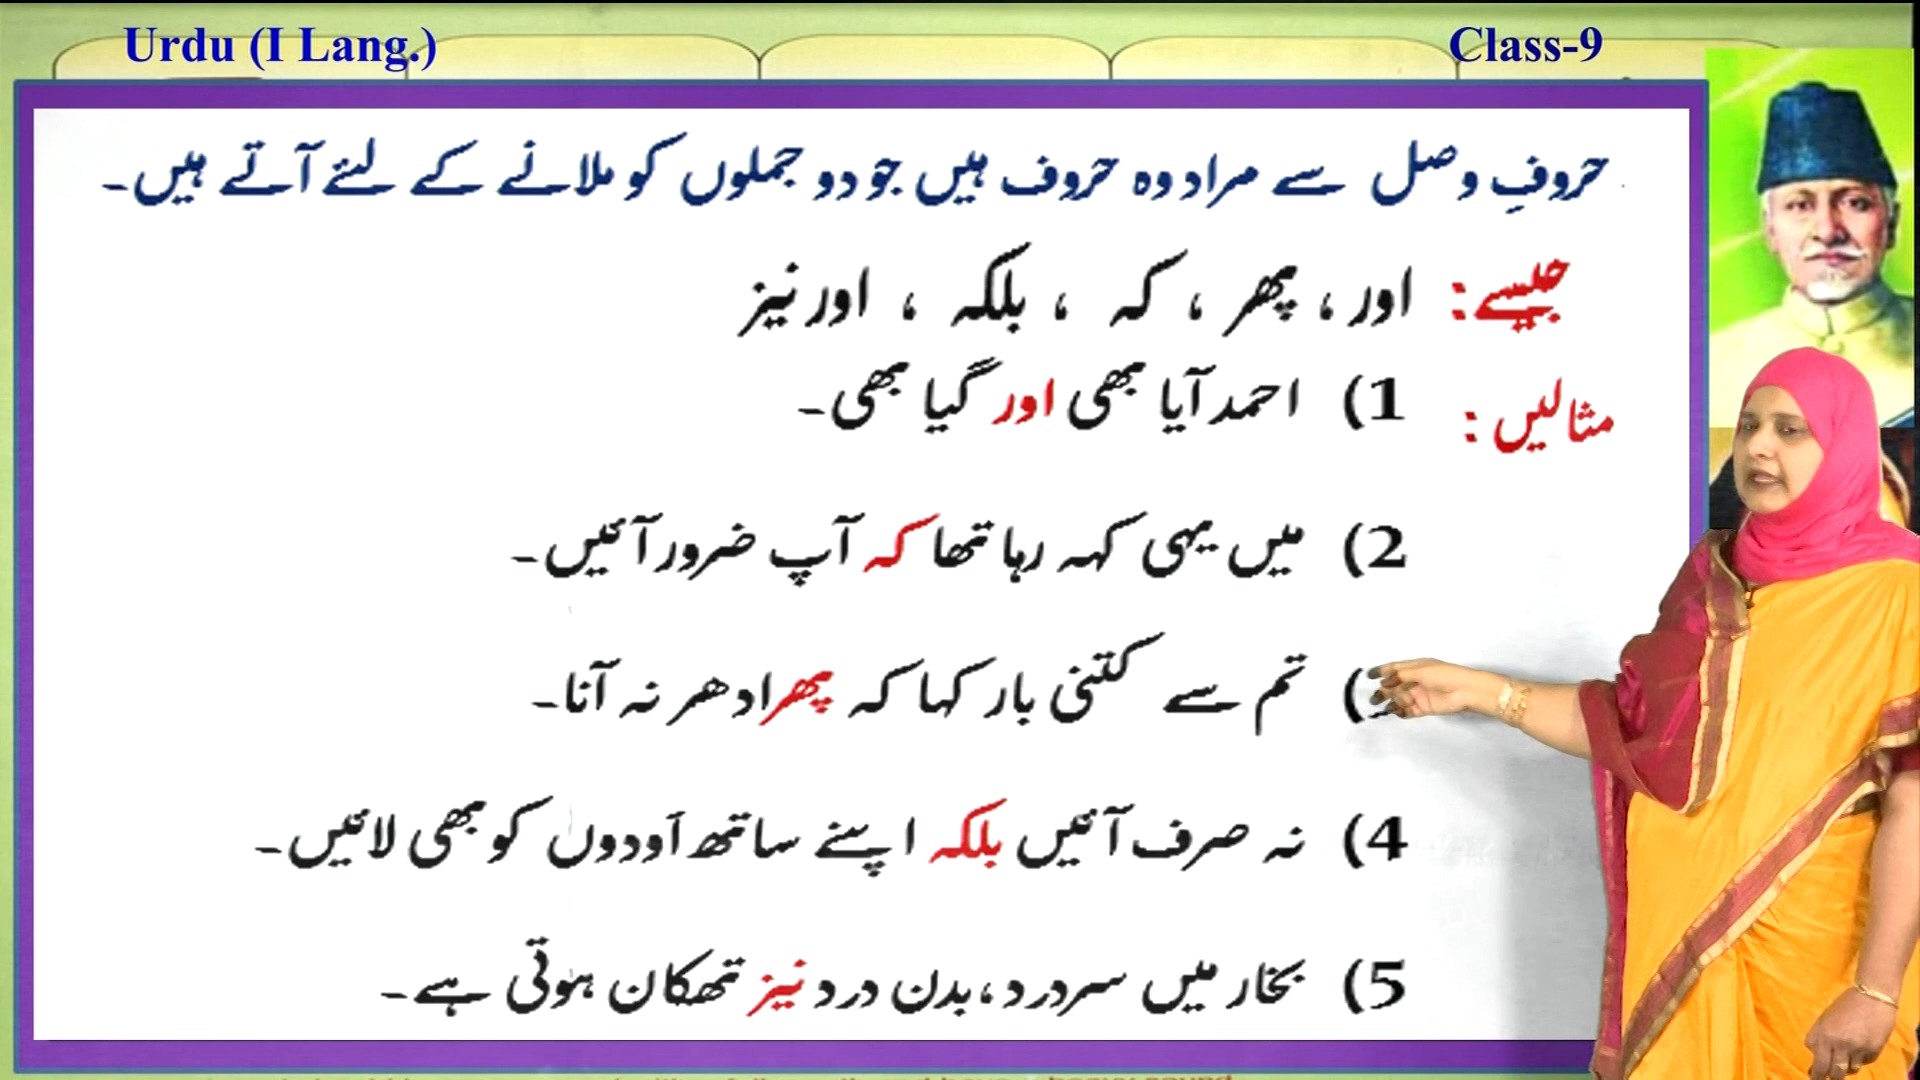 Urdu (I Lang.) Class-9
حروفِ وصل سے مراد وہ حروف ہیں جو دو جملوں کو ملانے کے لئے آتے ہیں۔
جیسے: اور ، پھر ، کہ ، بلکہ ، اور نیز
مثالیں: 1) احمد آیا بھی اور گیا بھی۔
2) میں یہی کہہ رہا تھا کہ آپ ضرور آئیں۔
3) تم سے کتنی بار کہا کہ پھر ادھر نہ آنا۔
4) نہ صرف آئیں بلکہ اپنے ساتھ آوروں کو بھی لائیں۔
5) بخار میں سردرد، بدن درد نیز تھکان ہوتی ہے۔